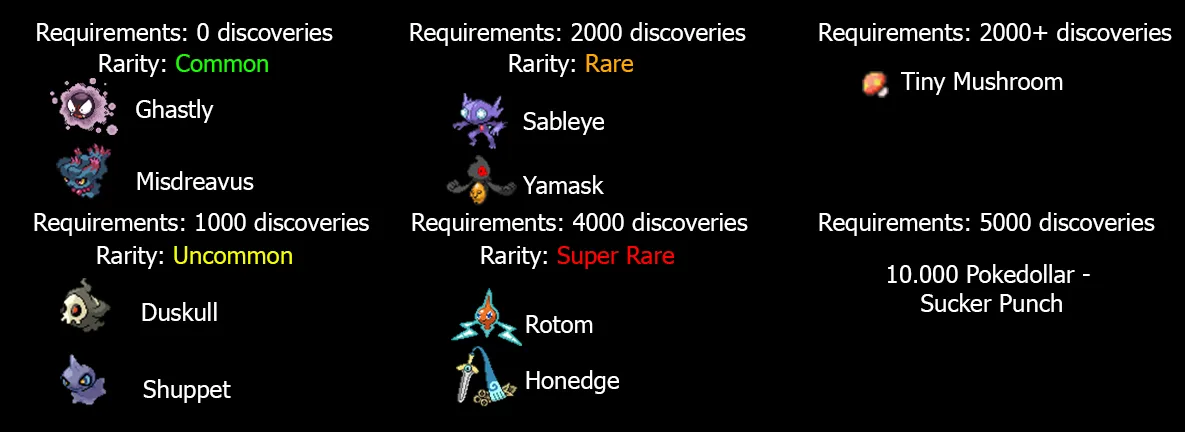 Requirements: 0 discoveries
Rarity: Common
Ghastly
Misdreavus
Requirements: 1000 discoveries
Rarity: Uncommon
Duskull
Shuppet
Requirements: 2000 discoveries
Rarity: Rare
Sableye
Yamask
Requirements: 4000 discoveries
Rarity: Super Rare
Rotom
Honedge
Requirements: 2000+ discoveries
Tiny Mushroom
Requirements: 5000 discoveries
10.000 Pokedollar -
Sucker Punch